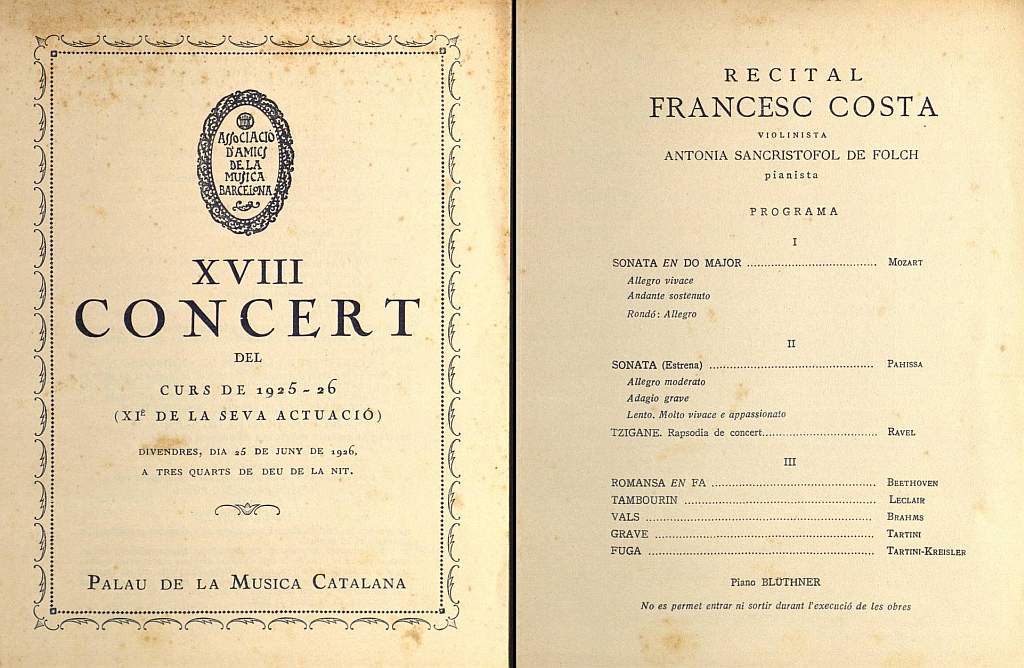 ASSOCIACIÓ
D'AMICS
DE LA
MUSICA
BARCELONA
XVIII
CONCERT
DEL
CURS DE 1925-26
(XIÈ DE LA SEVA ACTUACIÓ)
DIVENDRES, DIA 25 DE JUNY DE 1926,
A TRES QUARTS DE DEU DE LA NIT.
PALAU DE LA MUSICA CATALANA
RECITAL
FRANCESC COSTA
VIOLINISTA
ANTONIA SANCRISTOFOL DE FOLCH
pianista
PROGRAMA
I
SONATA EN DO MAJOR ........ MOZART
Allegro vivace
Andante sostenuto
Rondó: Allegro
II
SONATA (Estrena) ........ PAHISSA
Allegro moderato
Adagio grave
Lento. Molto vivace e appassionato
TZIGANE. Rapsodia de concert........ RAVEL
III
ROMANSA EN FA ........ BEETHOVEN
TAMBOURIN ........ LECLAIR
VALS ........ BRAHMS
GRAVE ........ TARTINI
FUGA ........ TARTINI-KREISLER
Piano BLÜTHNER
No es permet entrar ni sortir durant l'execució de les obres